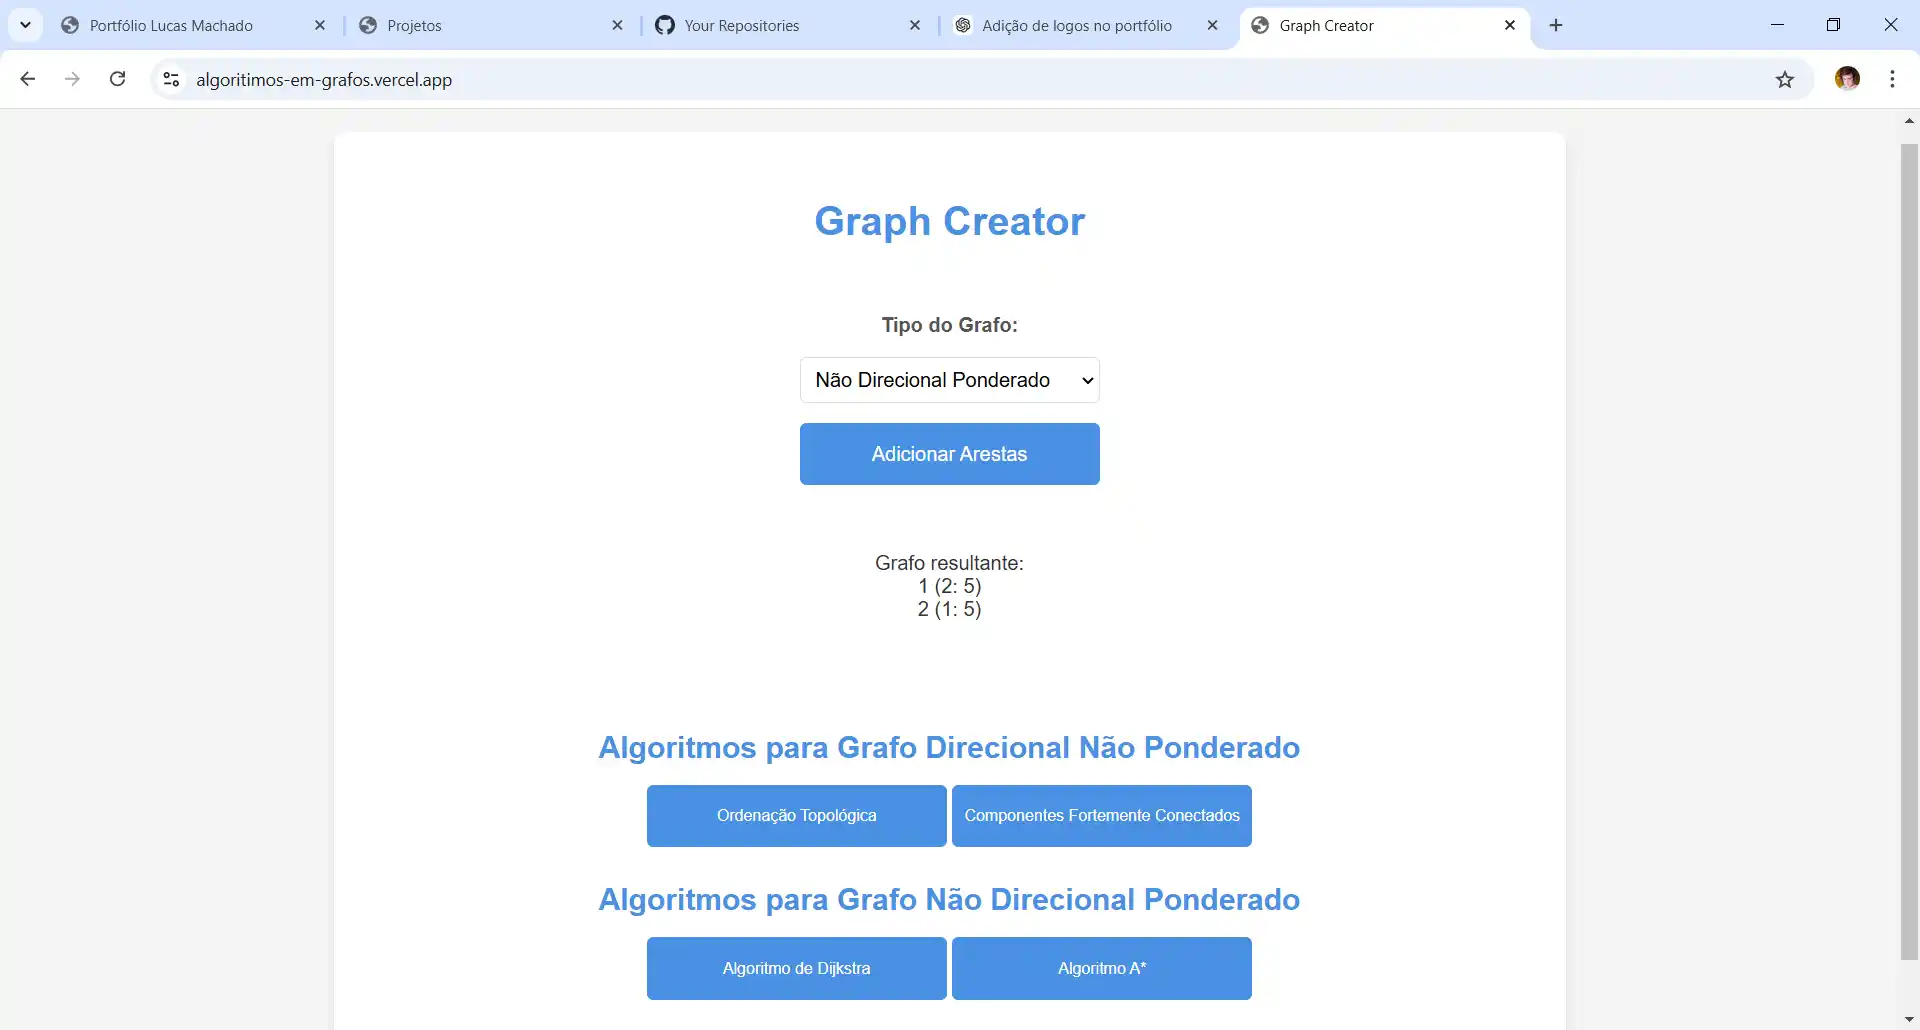 Portfólio Lucas Machado
Projetos
Your Repositories
Adição de logos no portfólio
Graph Creator
algoritimos-em-grafos.vercel.app
Graph Creator
Tipo do Grafo:
Não Direcional Ponderado
Adicionar Arestas
Grafo resultante:
1 (2: 5)
2 (1: 5)
Algoritmos para Grafo Direcional Não Ponderado
Ordenação Topológica
Componentes Fortemente Conectados
Algoritmos para Grafo Não Direcional Ponderado
Algoritmo de Dijkstra
Algoritmo A*